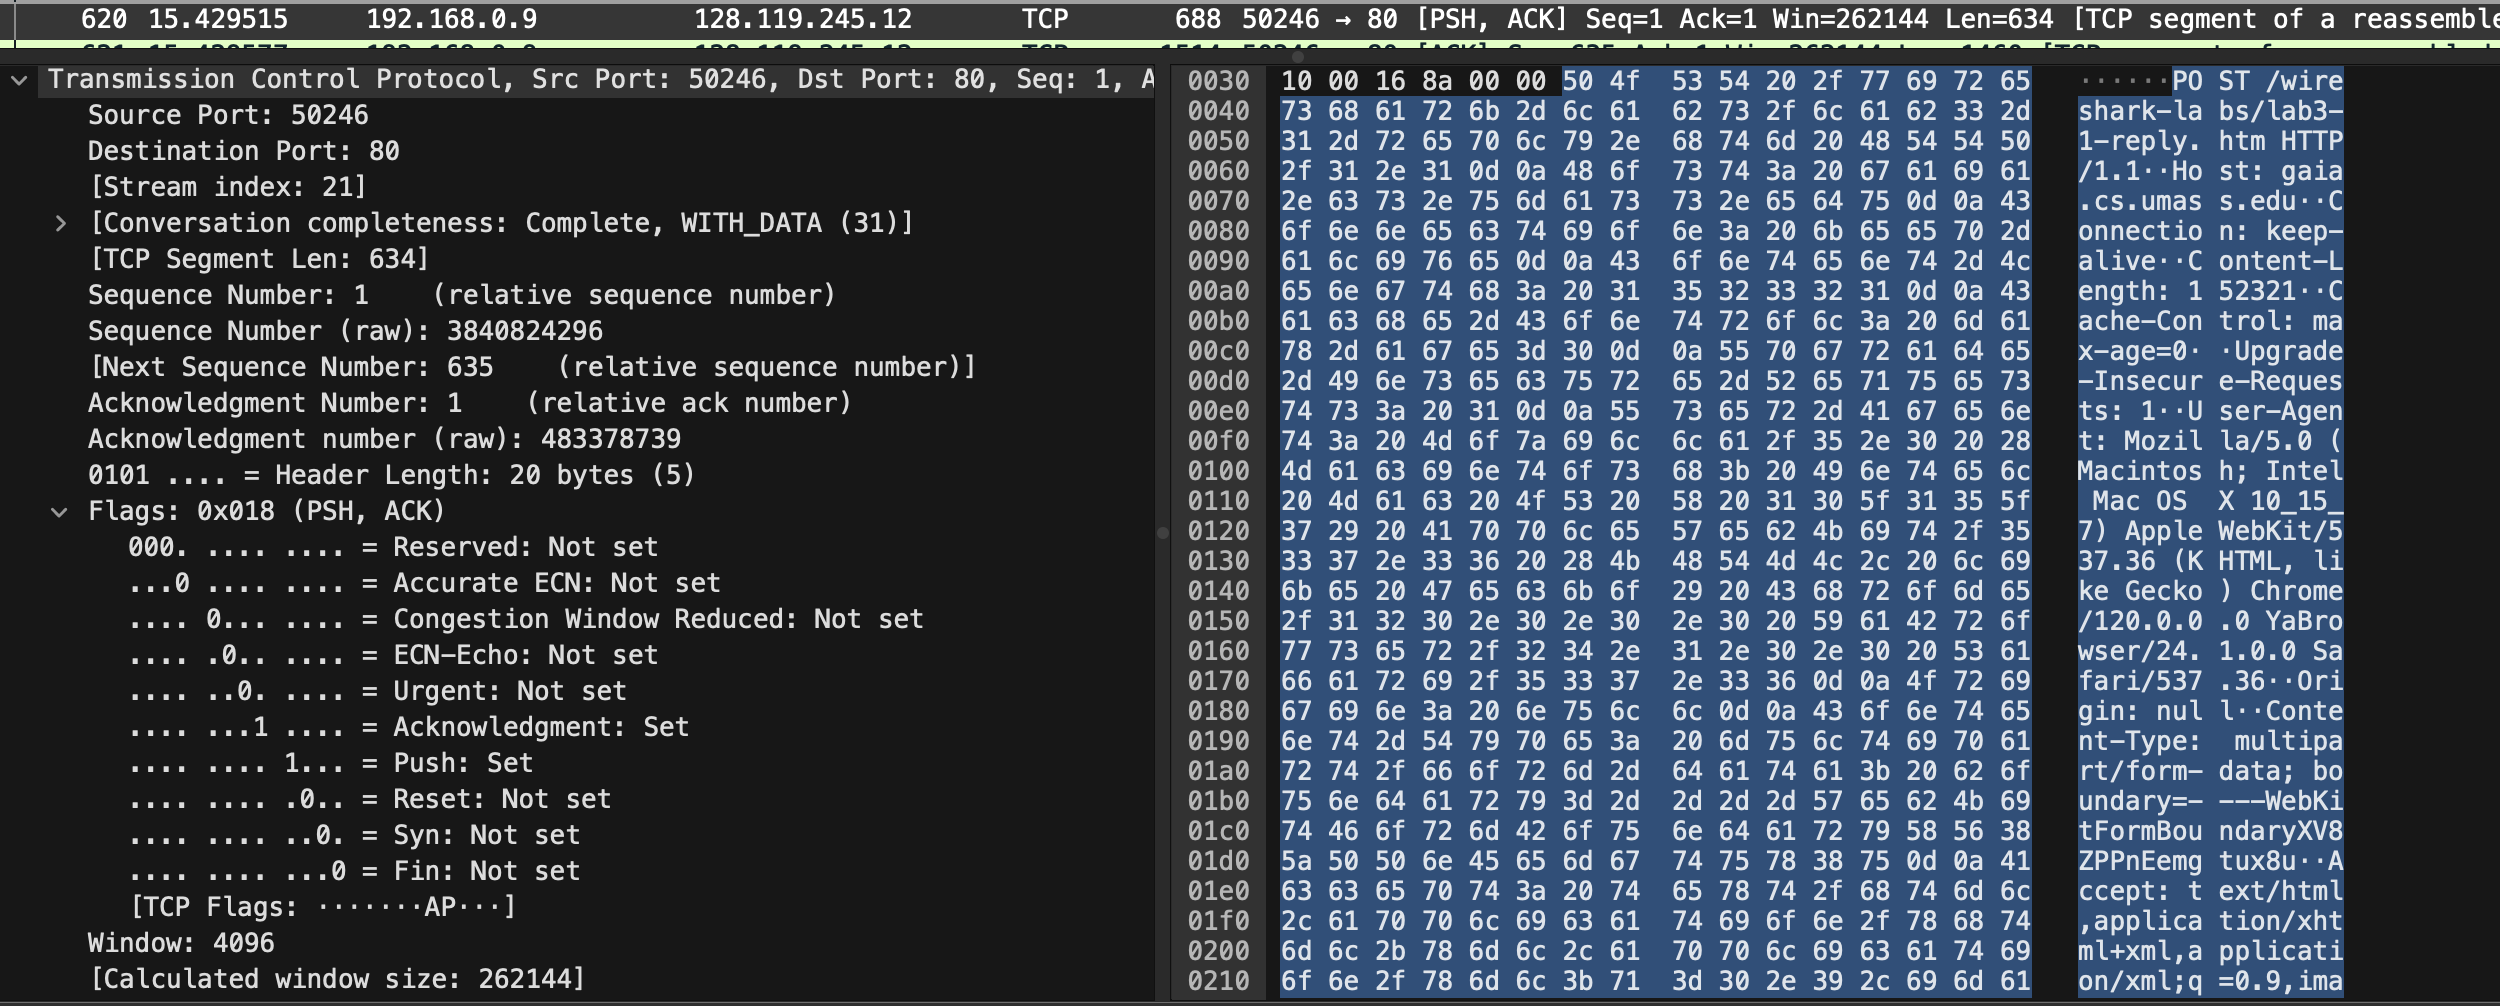 620 15.429515 192.168.0.9 128.119.245.12 TCP 688 50246 → 80 [PSH, ACK] Seq=1 Ack=1 Win=262144 Len=634 [TCP segment of a reassemble
Transmission Control Protocol, Src Port: 50246, Dst Port: 80, Seq: 1, A
Source Port: 50246
Destination Port: 80
[Stream index: 21]
[Conversation completeness: Complete, WITH_DATA (31)]
[TCP Segment Len: 634]
Sequence Number: 1 (relative sequence number)
Sequence Number (raw): 3840824296
[Next Sequence Number: 635 (relative sequence number)]
Acknowledgment Number: 1 (relative ack number)
Acknowledgment number (raw): 483378739
0101 .... = Header Length: 20 bytes (5)
Flags: 0x018 (PSH, ACK)
000. .... .... = Reserved: Not set
...0 .... .... = Accurate ECN: Not set
.... 0... .... = Congestion Window Reduced: Not set
.... .0.. .... = ECN-Echo: Not set
.... ..0. .... = Urgent: Not set
.... ...1 .... = Acknowledgment: Set
.... .... 1... = Push: Set
.... .... .0.. = Reset: Not set
.... .... ..0. = Syn: Not set
.... .... ...0 = Fin: Not set
[TCP Flags: ·······AP···]
Window: 4096
[Calculated window size: 262144]
0030 10 00 16 8a 00 00 50 4f 53 54 20 2f 77 69 72 65 ······PO ST /wire
0040 73 68 61 72 6b 2d 6c 61 62 73 2f 6c 61 62 33 2d shark-la bs/lab3-
0050 31 2d 72 65 70 6c 79 2e 68 74 6d 20 48 54 54 50 1-reply. htm HTTP
0060 2f 31 2e 31 0d 0a 48 6f 73 74 3a 20 67 61 69 61 /1.1··Ho st: gaia
0070 2e 63 73 2e 75 6d 61 73 73 2e 65 64 75 0d 0a 43 .cs.umas s.edu··C
0080 6f 6e 6e 65 63 74 69 6f 6e 3a 20 6b 65 65 70 2d onnectio n: keep-
0090 61 6c 69 76 65 0d 0a 43 6f 6e 74 65 6e 74 2d 4c alive··C ontent-L
00a0 65 6e 67 74 68 3a 20 31 35 32 33 32 31 0d 0a 43 ength: 1 52321··C
00b0 61 63 68 65 2d 43 6f 6e 74 72 6f 6c 3a 20 6d 61 ache-Con trol: ma
00c0 78 2d 61 67 65 3d 30 0d 0a 55 70 67 72 61 64 65 x-age=0· ·Upgrade
00d0 2d 49 6e 73 65 63 75 72 65 2d 52 65 71 75 65 73 -Insecur e-Reques
00e0 74 73 3a 20 31 0d 0a 55 73 65 72 2d 41 67 65 6e ts: 1··U ser-Agen
00f0 74 3a 20 4d 6f 7a 69 6c 6c 61 2f 35 2e 30 20 28 t: Mozil la/5.0 (
0100 4d 61 63 69 6e 74 6f 73 68 3b 20 49 6e 74 65 6c Macintos h; Intel
0110 20 4d 61 63 20 4f 53 20 58 20 31 30 5f 31 35 5f Mac OS X 10_15_
0120 37 29 20 41 70 70 6c 65 57 65 62 4b 69 74 2f 35 7) Apple WebKit/5
0130 33 37 2e 33 36 20 28 4b 48 54 4d 4c 2c 20 6c 69 37.36 (K HTML, li
0140 6b 65 20 47 65 63 6b 6f 29 20 43 68 72 6f 6d 65 ke Gecko ) Chrome
0150 2f 31 32 30 2e 30 2e 30 2e 30 20 59 61 42 72 6f /120.0.0 .0 YaBro
0160 77 73 65 72 2f 32 34 2e 31 2e 30 2e 30 20 53 61 wser/24. 1.0.0 Sa
0170 66 61 72 69 2f 35 33 37 2e 33 36 0d 0a 4f 72 69 fari/537 .36··Ori
0180 67 69 6e 3a 20 6e 75 6c 6c 0d 0a 43 6f 6e 74 65 gin: nul l··Conte
0190 6e 74 2d 54 79 70 65 3a 20 6d 75 6c 74 69 70 61 nt-Type: multipa
01a0 72 74 2f 66 6f 72 6d 2d 64 61 74 61 3b 20 62 6f rt/form- data; bo
01b0 75 6e 64 61 72 79 3d 2d 2d 2d 2d 57 65 62 4b 69 undary=- ---WebKi
01c0 74 46 6f 72 6d 42 6f 75 6e 64 61 72 79 58 56 38 tFormBou ndaryXV8
01d0 5a 50 50 6e 45 65 6d 67 74 75 78 38 75 0d 0a 41 ZPPnEemg tux8u··A
01e0 63 63 65 70 74 3a 20 74 65 78 74 2f 68 74 6d 6c ccept: t ext/html
01f0 2c 61 70 70 6c 69 63 61 74 69 6f 6e 2f 78 68 74 ,applica tion/xht
0200 6d 6c 2b 78 6d 6c 2c 61 70 70 6c 69 63 61 74 69 ml+xml,a pplicati
0210 6f 6e 2f 78 6d 6c 3b 71 3d 30 2e 39 2c 69 6d 61 on/xml;q =0.9,ima